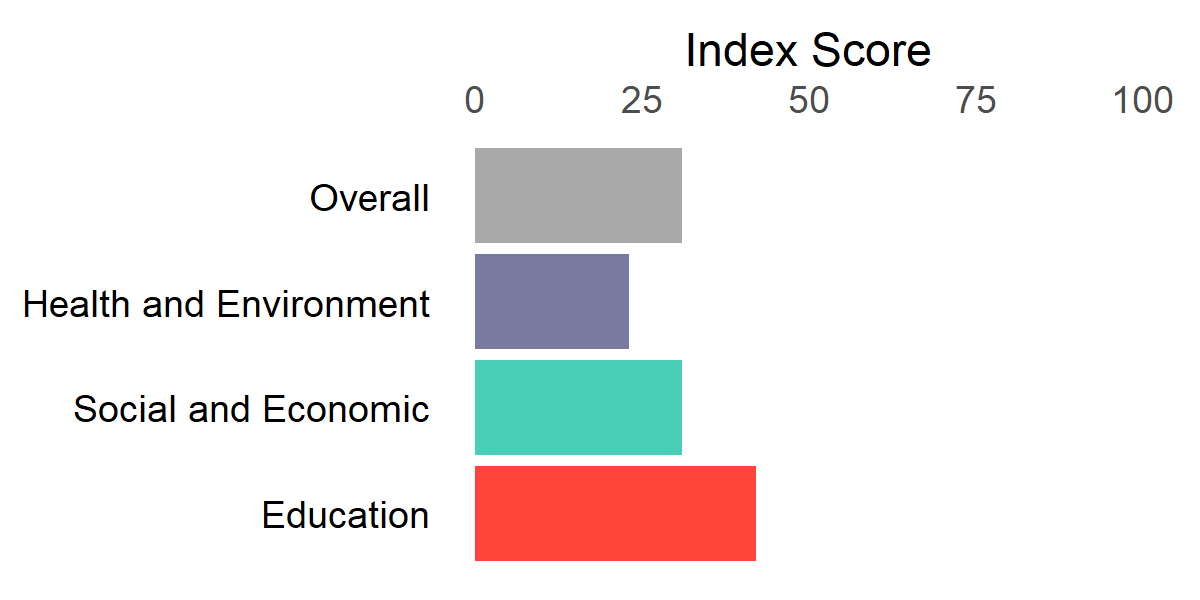 Index Score
0 25 50 75 100
Overall
Health and Environment
Social and Economic
Education